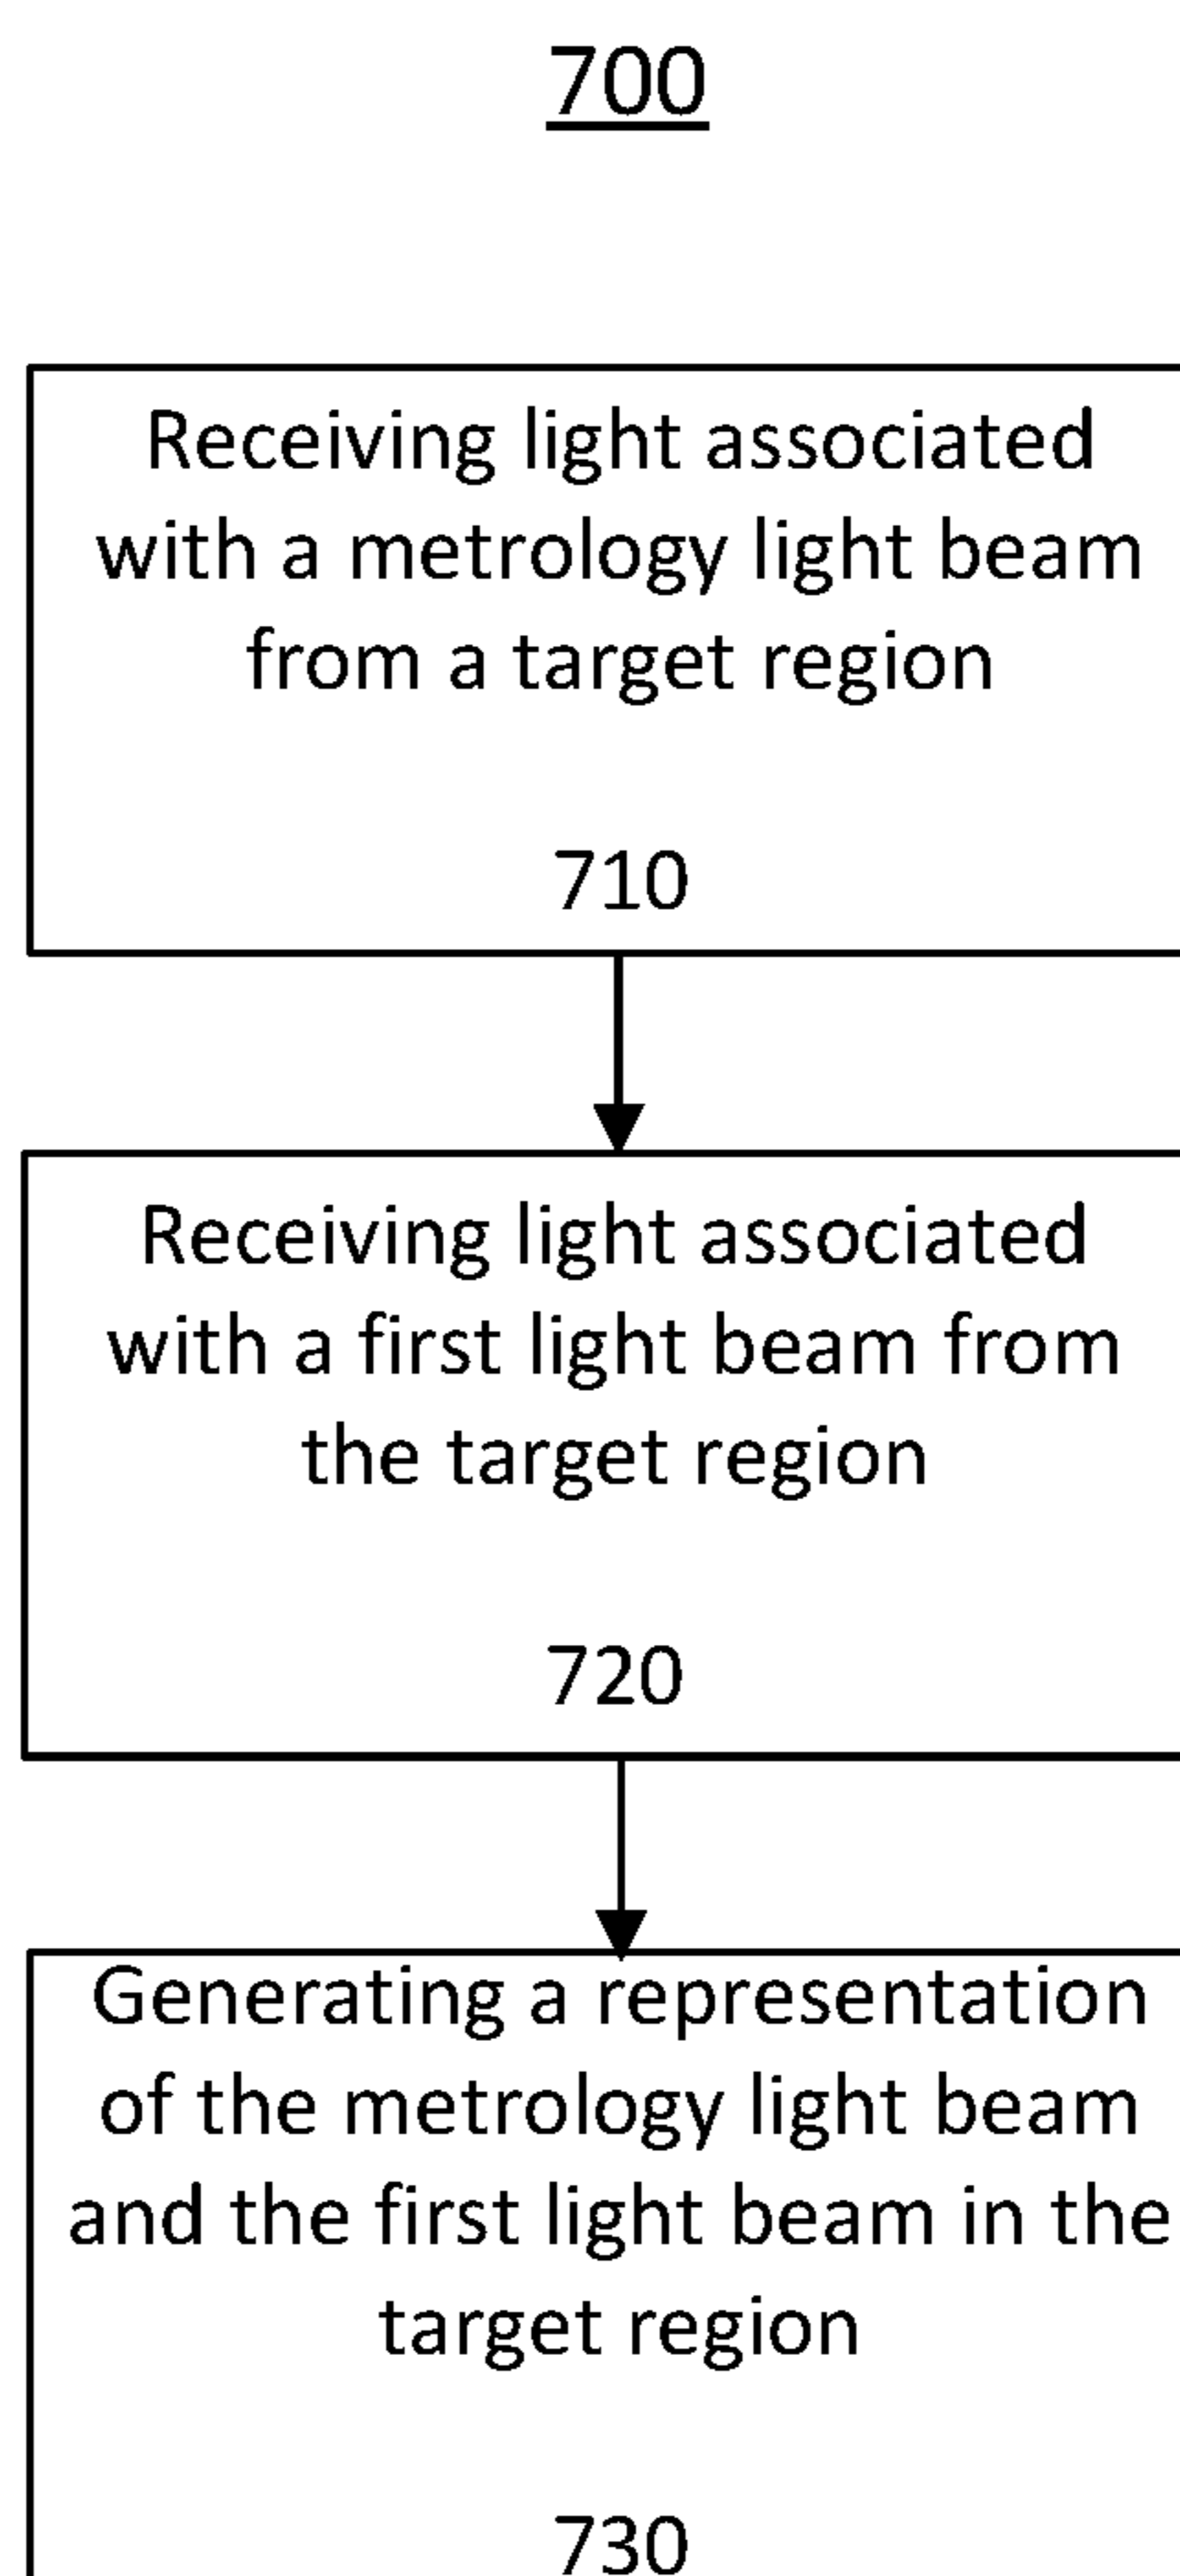 700
Receiving light associated
with a metrology light beam
from a target region
710
Receiving light associated
with a first light beam from
the target region
720
Generating a representation
of the metrology light beam
and the first light beam in the
target region
730